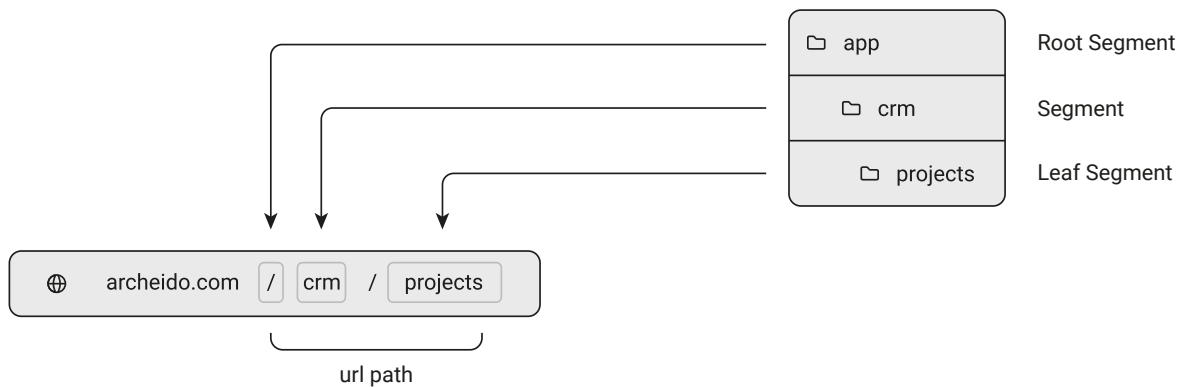 app Root Segment
crm Segment
projects Leaf Segment
archeido.com / crm / projects
url path